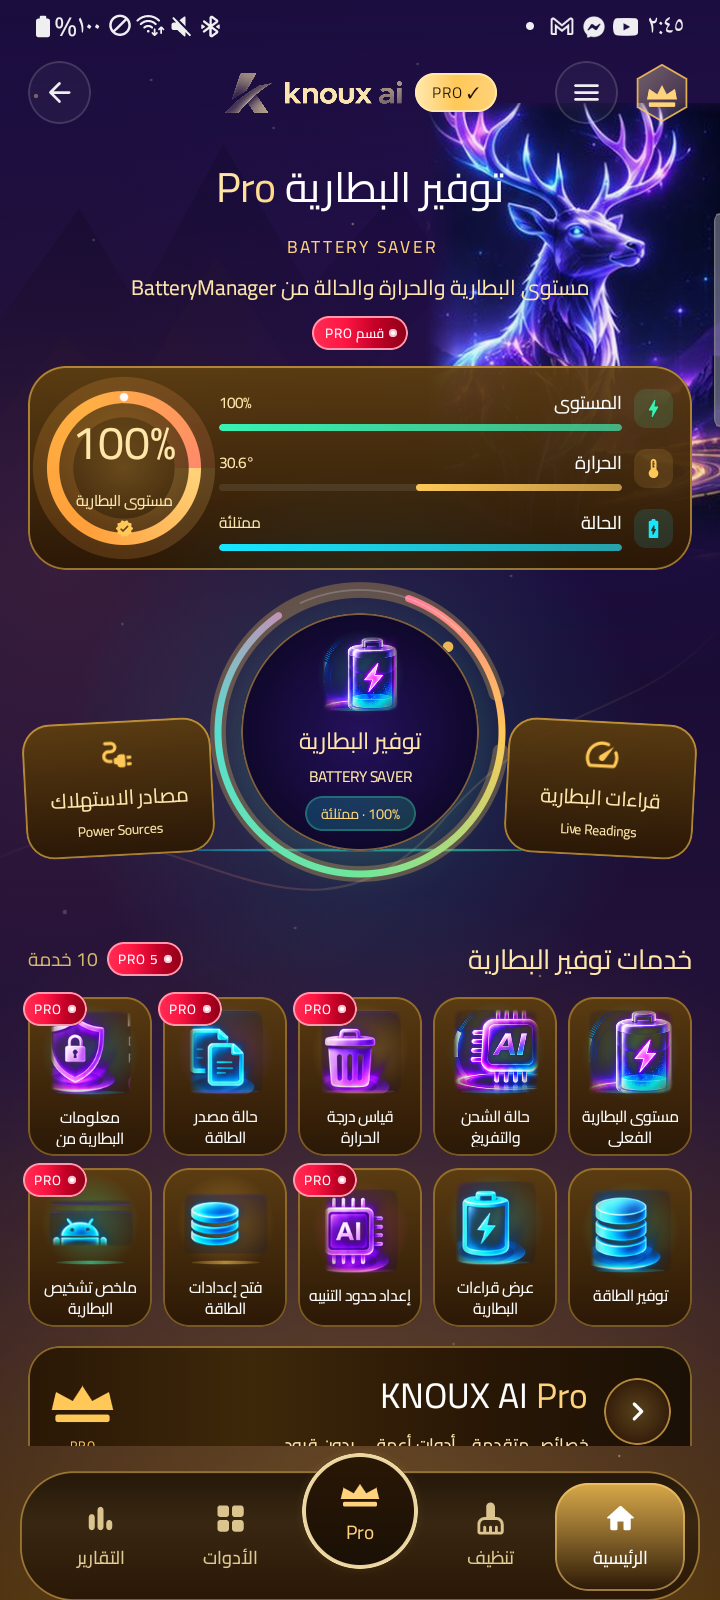 %١٠٠
٢:٤٥
knoux ai
PRO ✓
توفير البطارية Pro
BATTERY SAVER
مستوى البطارية والحرارة والحالة من BatteryManager
قسم PRO
المستوى
100%
الحرارة
30.6°
الحالة
ممتلئة
100%
مستوى البطارية
توفير البطارية
BATTERY SAVER
100% · ممتلئة
قراءات البطارية
Live Readings
مصادر الاستهلاك
Power Sources
خدمات توفير البطارية
PRO 5
10 خدمة
مستوى البطارية
الفعلي
حالة الشحن
والتفريغ
PRO
قياس درجة
الحرارة
PRO
حالة مصدر
الطاقة
PRO
معلومات
البطارية من
توفير الطاقة
عرض قراءات
البطارية
PRO
إعداد حدود التنبيه
فتح إعدادات
الطاقة
PRO
ملخص تشخيص
البطارية
KNOUX AI Pro
الرئيسية
تنظيف
Pro
الأدوات
التقارير